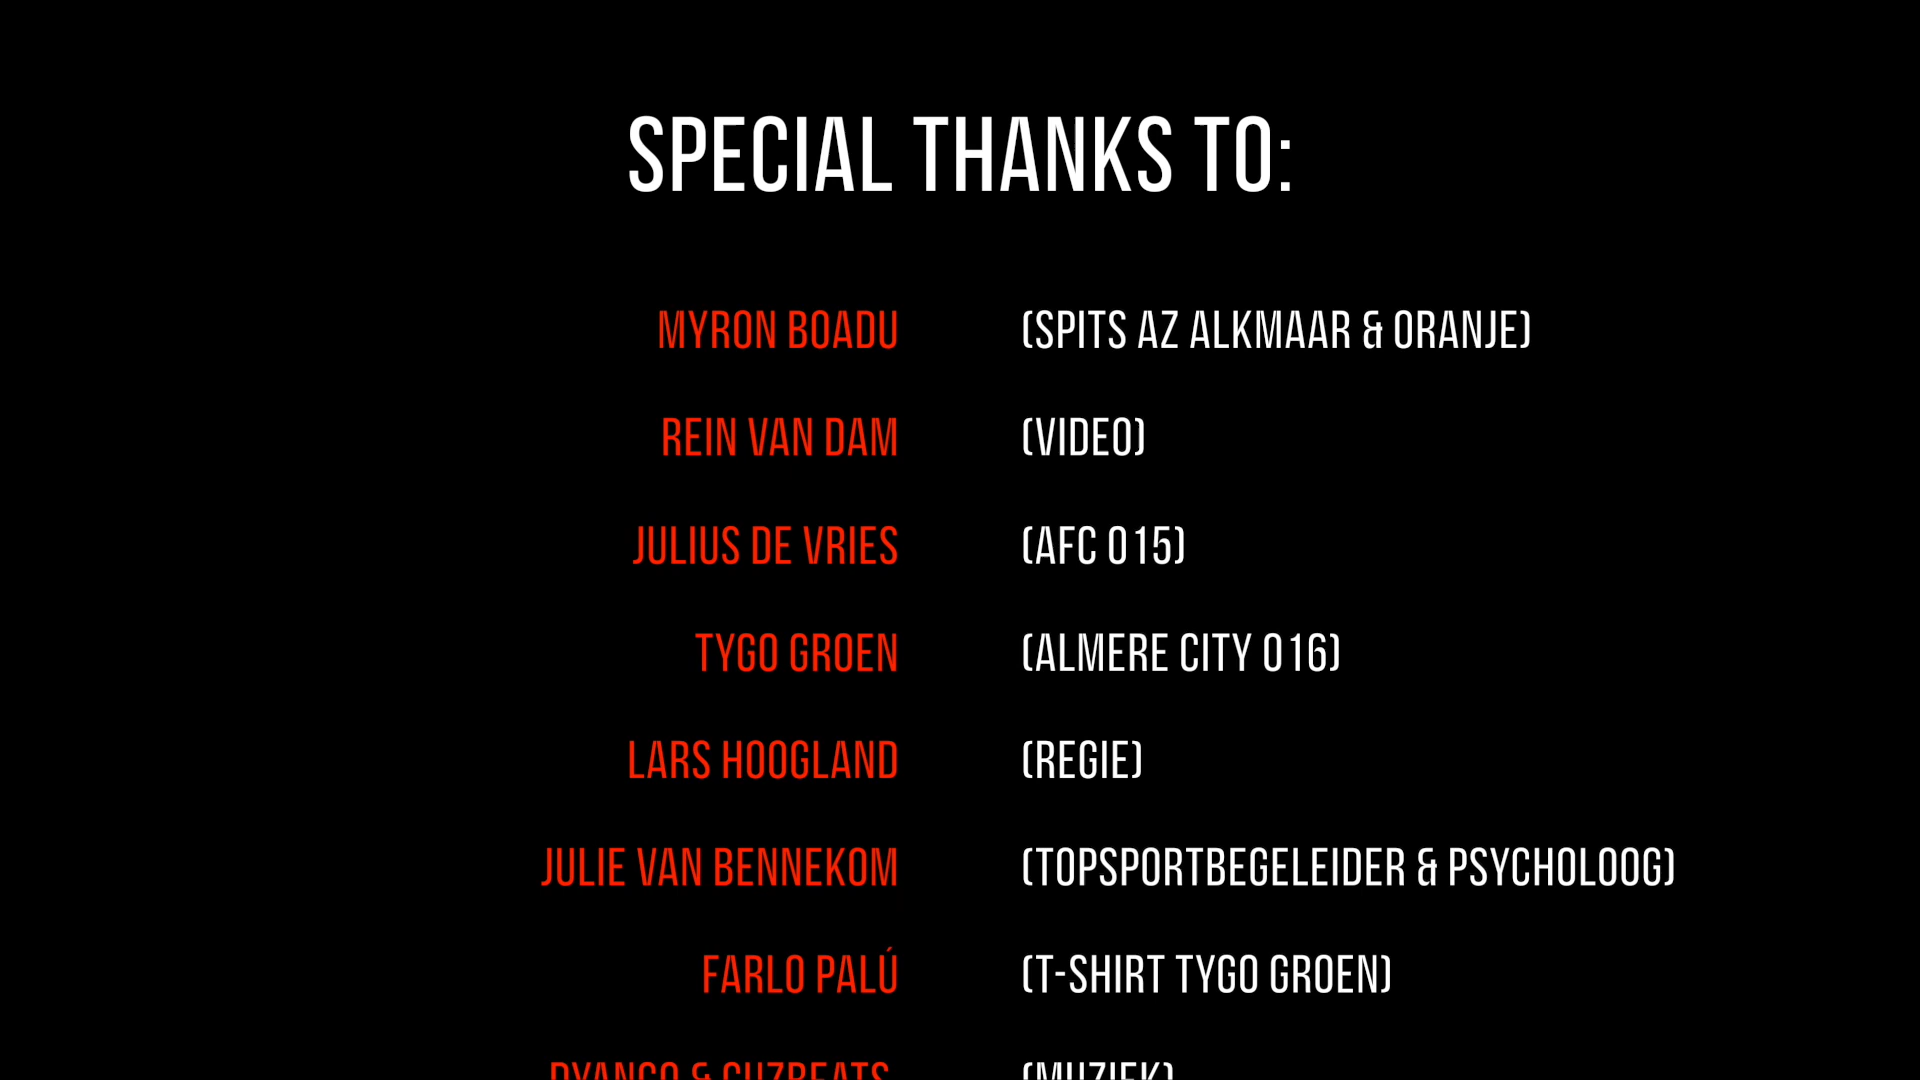 SPECIAL THANKS TO:
MYRON BOADU (SPITS AZ ALKMAAR & ORANJE)
REIN VAN DAM (VIDEO)
JULIUS DE VRIES (AFC O15)
TYGO GROEN (ALMERE CITY O16)
LARS HOOGLAND (REGIE)
JULIE VAN BENNEKOM (TOPSPORTBEGELEIDER & PSYCHOLOOG)
FARLO PALÚ (T-SHIRT TYGO GROEN)
& (MUZIEK)